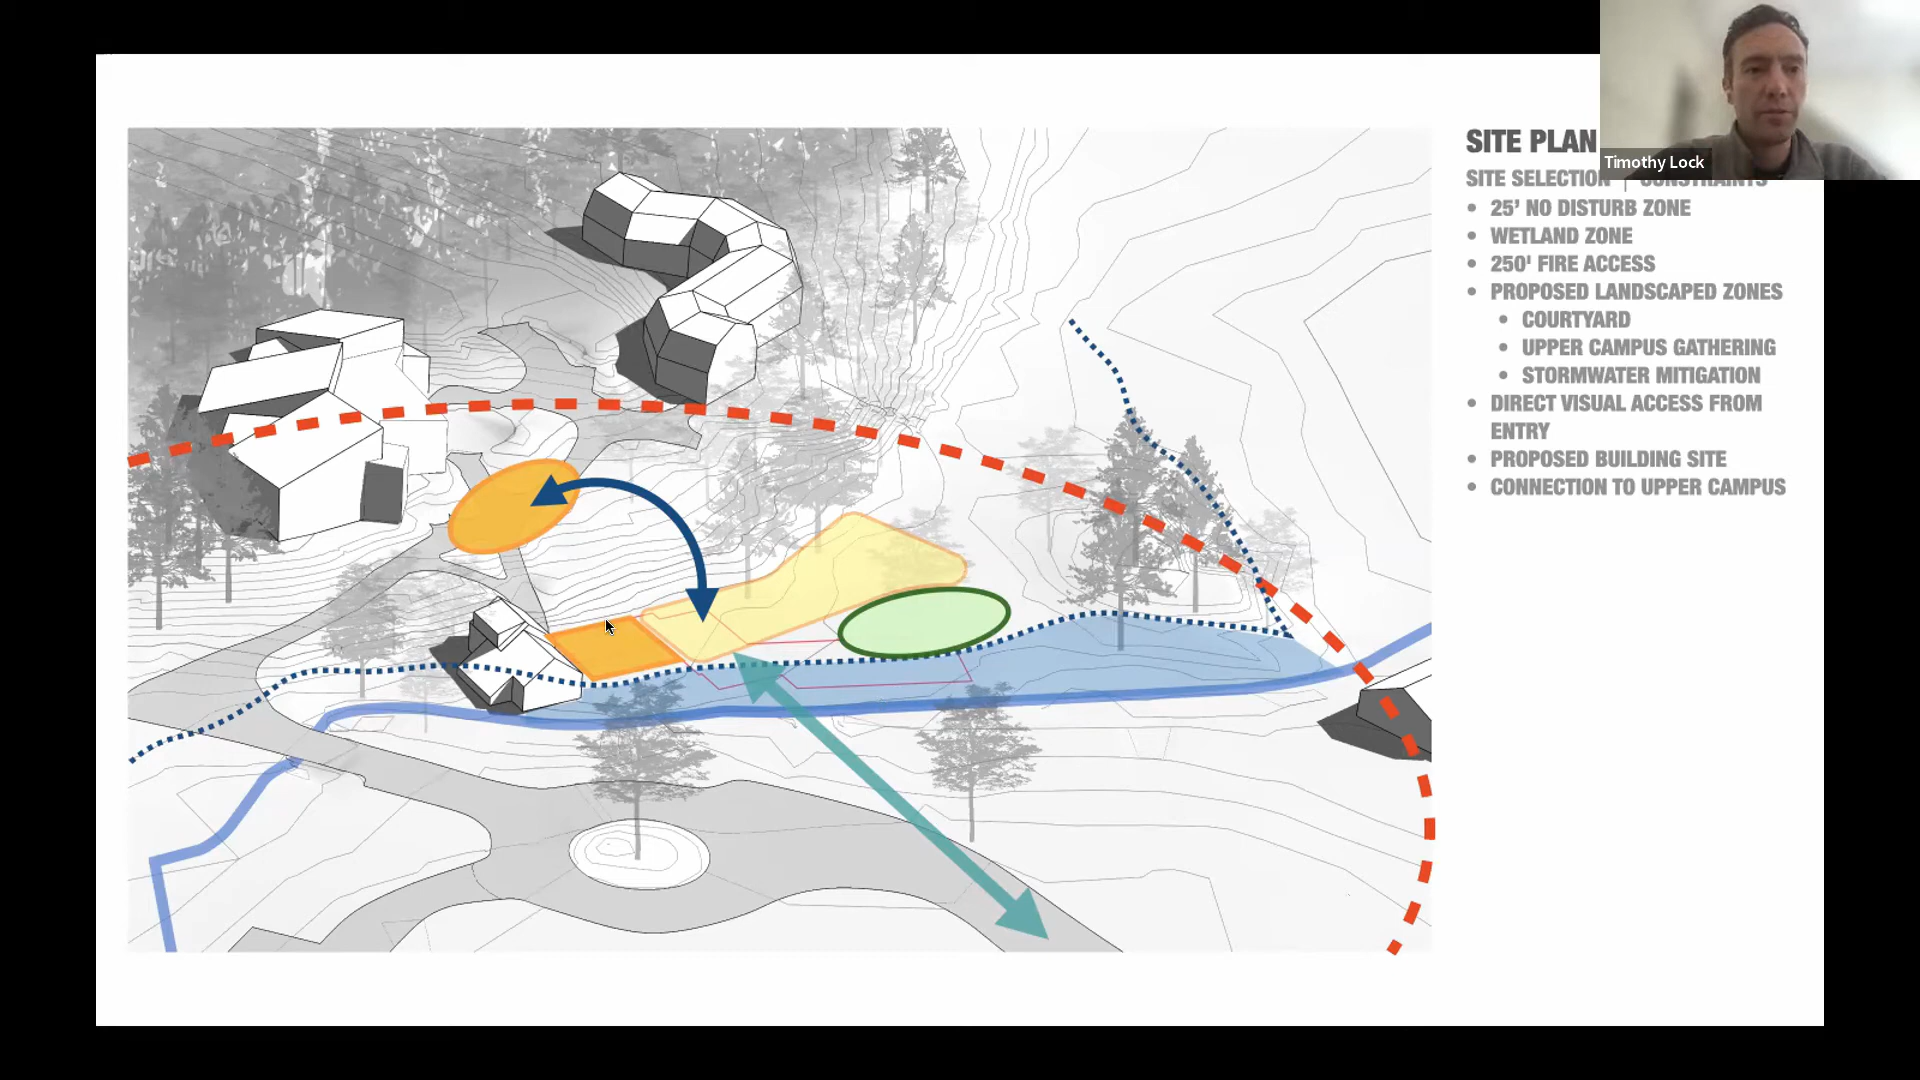 SITE PLAN
Timothy Lock
SITE SELECTION | CONSTRAINTS
• 25’ NO DISTURB ZONE
• WETLAND ZONE
• 250' FIRE ACCESS
• PROPOSED LANDSCAPED ZONES
• COURTYARD
• UPPER CAMPUS GATHERING
• STORMWATER MITIGATION
• DIRECT VISUAL ACCESS FROM
ENTRY
• PROPOSED BUILDING SITE
• CONNECTION TO UPPER CAMPUS